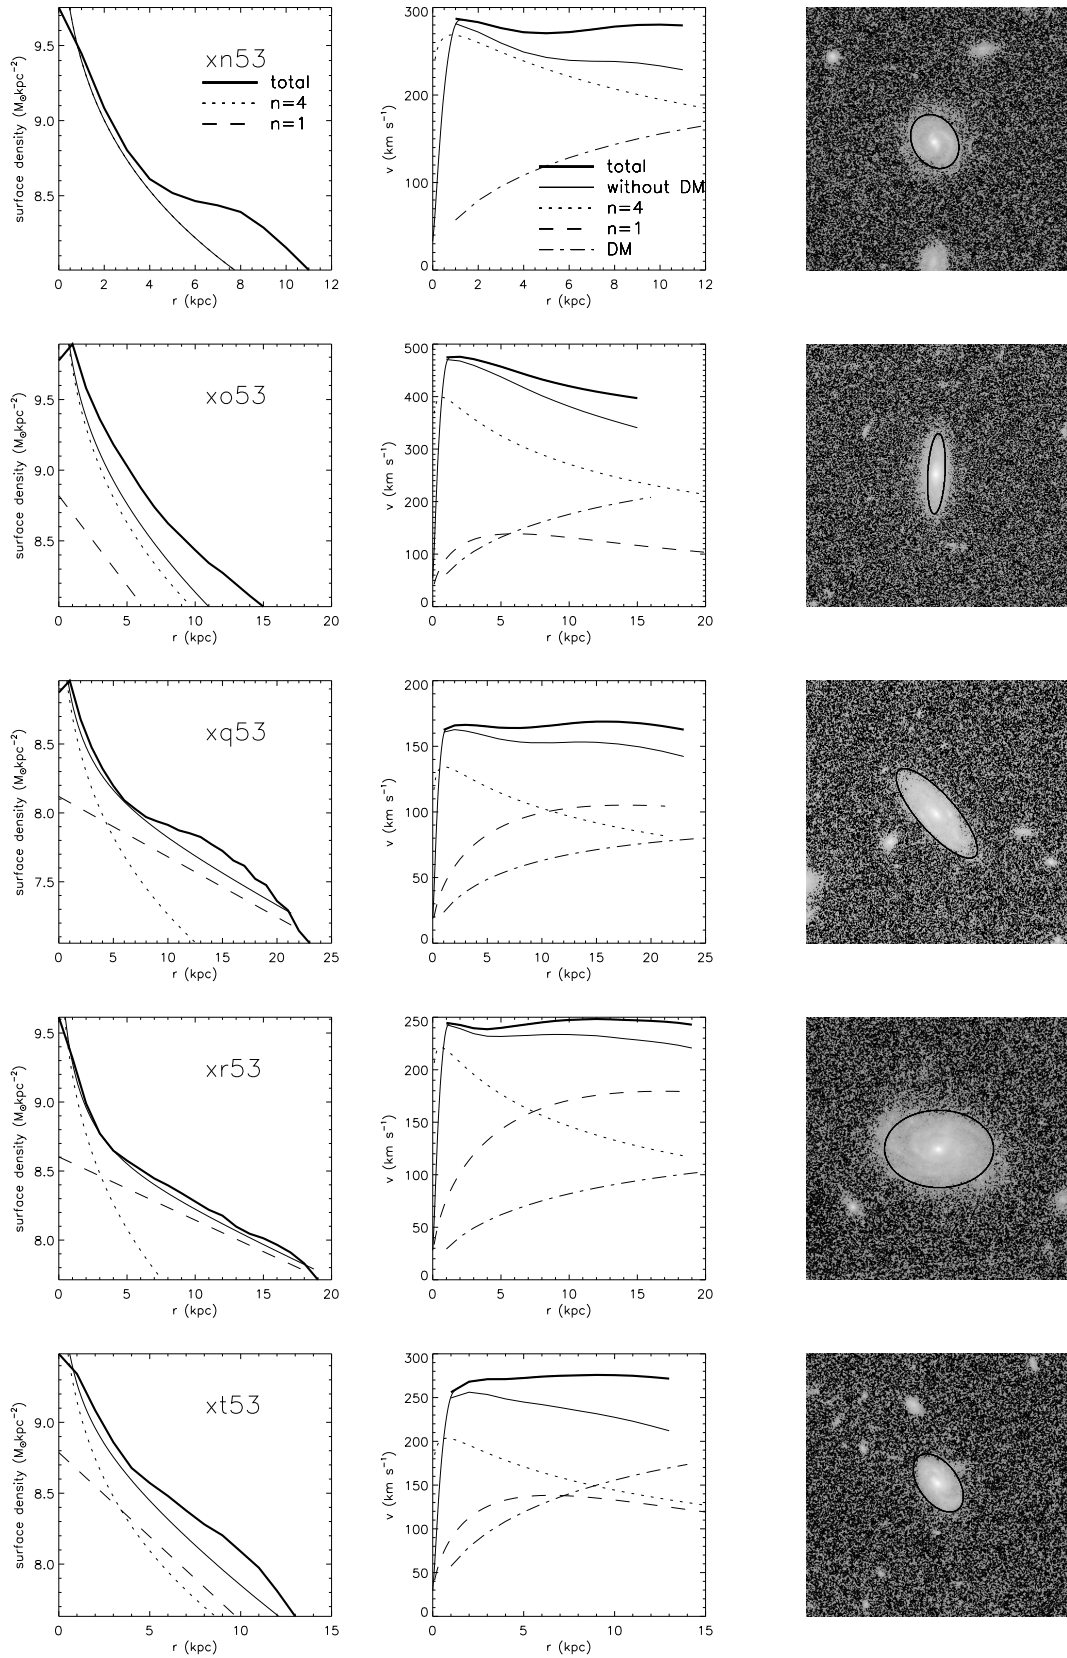 xn53
total
n=4
n=1
9.5
9.0
8.5
surface density (M⊙kpc⁻²)
0 2 4 6 8 10 12
r (kpc)
300
200
100
0
v (km s⁻¹)
total
without DM
n=4
n=1
DM
0 2 4 6 8 10 12
r (kpc)
xo53
9.5
9.0
8.5
surface density (M⊙kpc⁻²)
0 5 10 15 20
r (kpc)
500
400
300
200
100
0
v (km s⁻¹)
0 5 10 15 20
r (kpc)
xq53
8.5
8.0
7.5
surface density (M⊙kpc⁻²)
0 5 10 15 20 25
r (kpc)
200
150
100
50
0
v (km s⁻¹)
0 5 10 15 20 25
r (kpc)
xr53
9.5
9.0
8.5
8.0
surface density (M⊙kpc⁻²)
0 5 10 15 20
r (kpc)
250
200
150
100
50
0
v (km s⁻¹)
0 5 10 15 20
r (kpc)
xt53
9.0
8.5
8.0
surface density (M⊙kpc⁻²)
0 5 10 15
r (kpc)
300
250
200
150
100
50
0
v (km s⁻¹)
0 5 10 15
r (kpc)